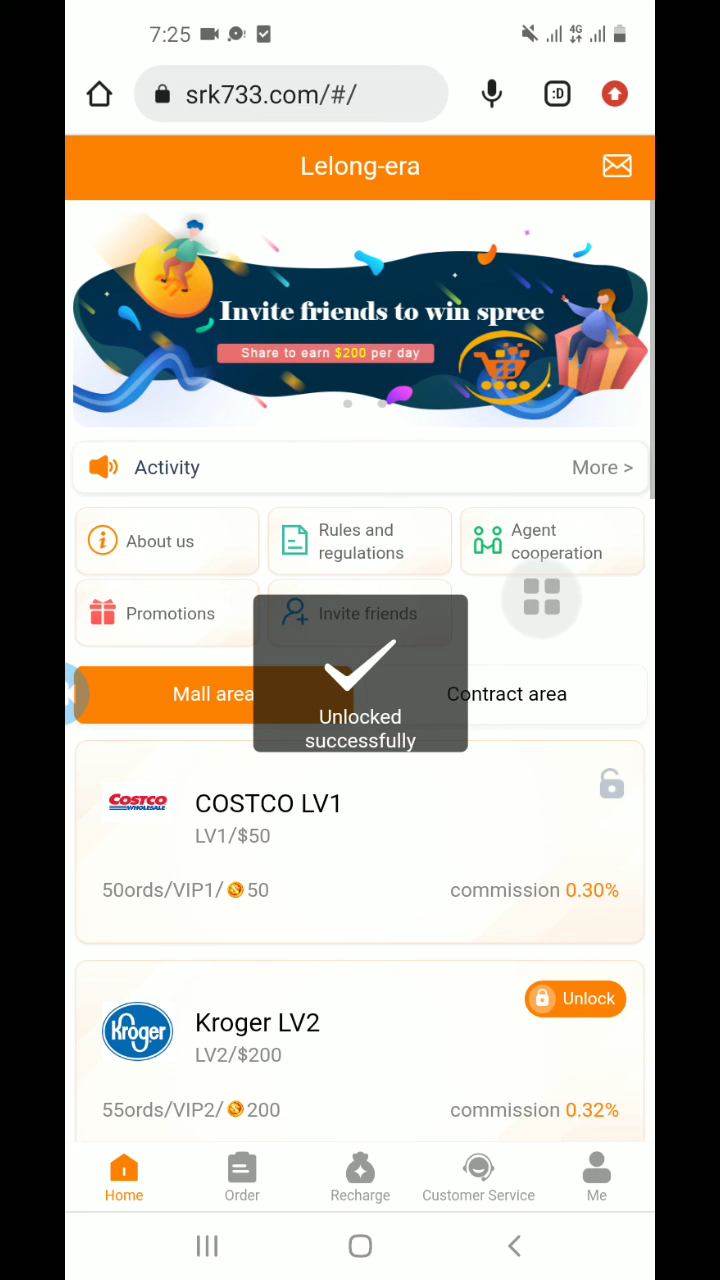 7:25
4G
srk733.com/#/
:D
Lelong-era
Invite friends to win spree
Share to earn $200 per day
Activity
More >
About us
Rules and
regulations
Agent
cooperation
Promotions
Invite friends
Mall area
Contract area
Unlocked
successfully
COSTCO WHOLESALE
COSTCO LV1
LV1/$50
50ords/VIP1/ 50
commission 0.30%
Unlock
Kroger
Kroger LV2
LV2/$200
55ords/VIP2/ 200
commission 0.32%
Home
Order
Recharge
Customer Service
Me